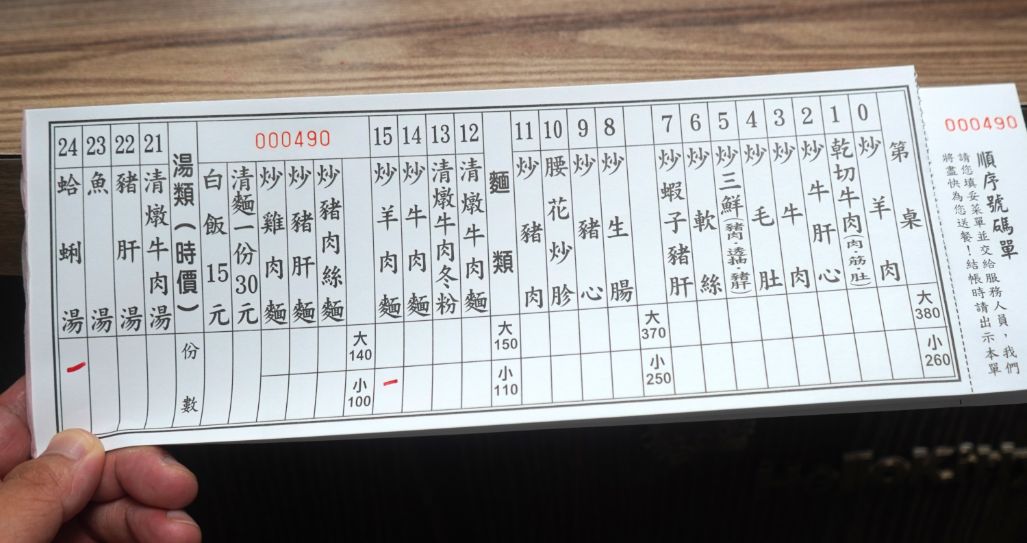 000490
順序號碼單
請您填妥菜單並交給服務人員，我們
將盡快為您送餐！結帳時請出示本單
第 桌
大 380
小 260
0 炒羊肉
1 乾切牛肉(肉·筋·肚)
2 炒牛肝心
3 炒牛肉
4 炒毛肚
5 炒三鮮
6 炒軟絲
7 炒蝦子豬肝
大 370
小 250
8 炒生腸
9 炒豬心
10 腰花炒胗
11 炒豬肉
麵類
大 150
小 110
12 清燉牛肉麵
13 清燉牛肉冬粉
14 炒牛肉麵
15 炒羊肉麵
大 140
小 100
000490
炒豬肉絲麵
炒豬肝麵
炒雞肉麵
清麵一份30元
白飯15元
湯類(時價)
份數
21 清燉牛肉湯
22 豬肝湯
23 魚湯
24 蛤蜊湯